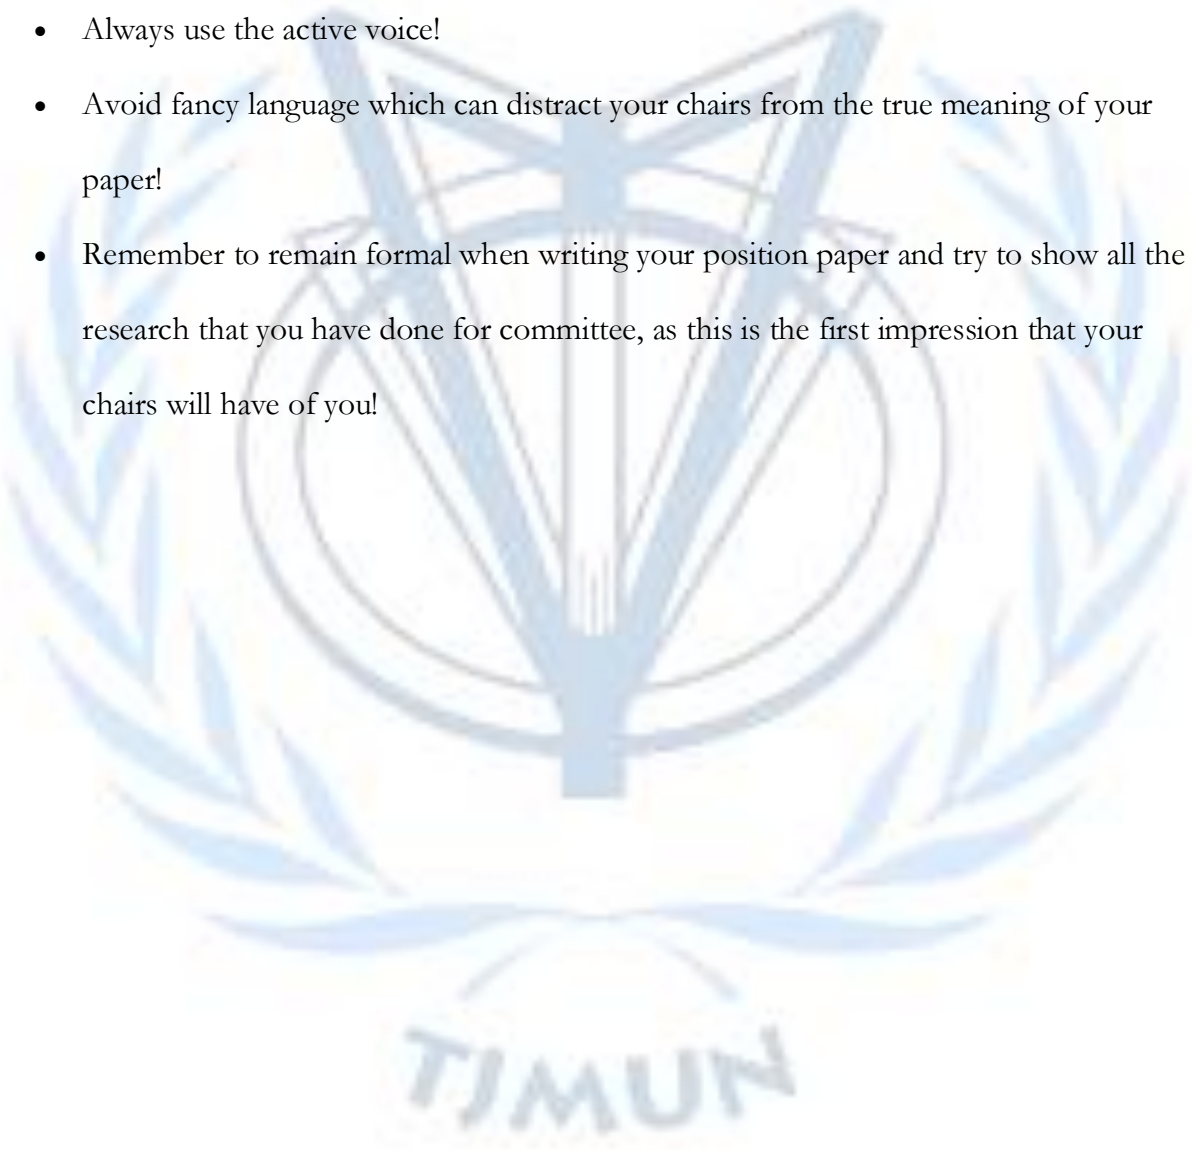 • Always use the active voice!
• Avoid fancy language which can distract your chairs from the true meaning of your
paper!
• Remember to remain formal when writing your position paper and try to show all the
research that you have done for committee, as this is the first impression that your
chairs will have of you!
TJMUN